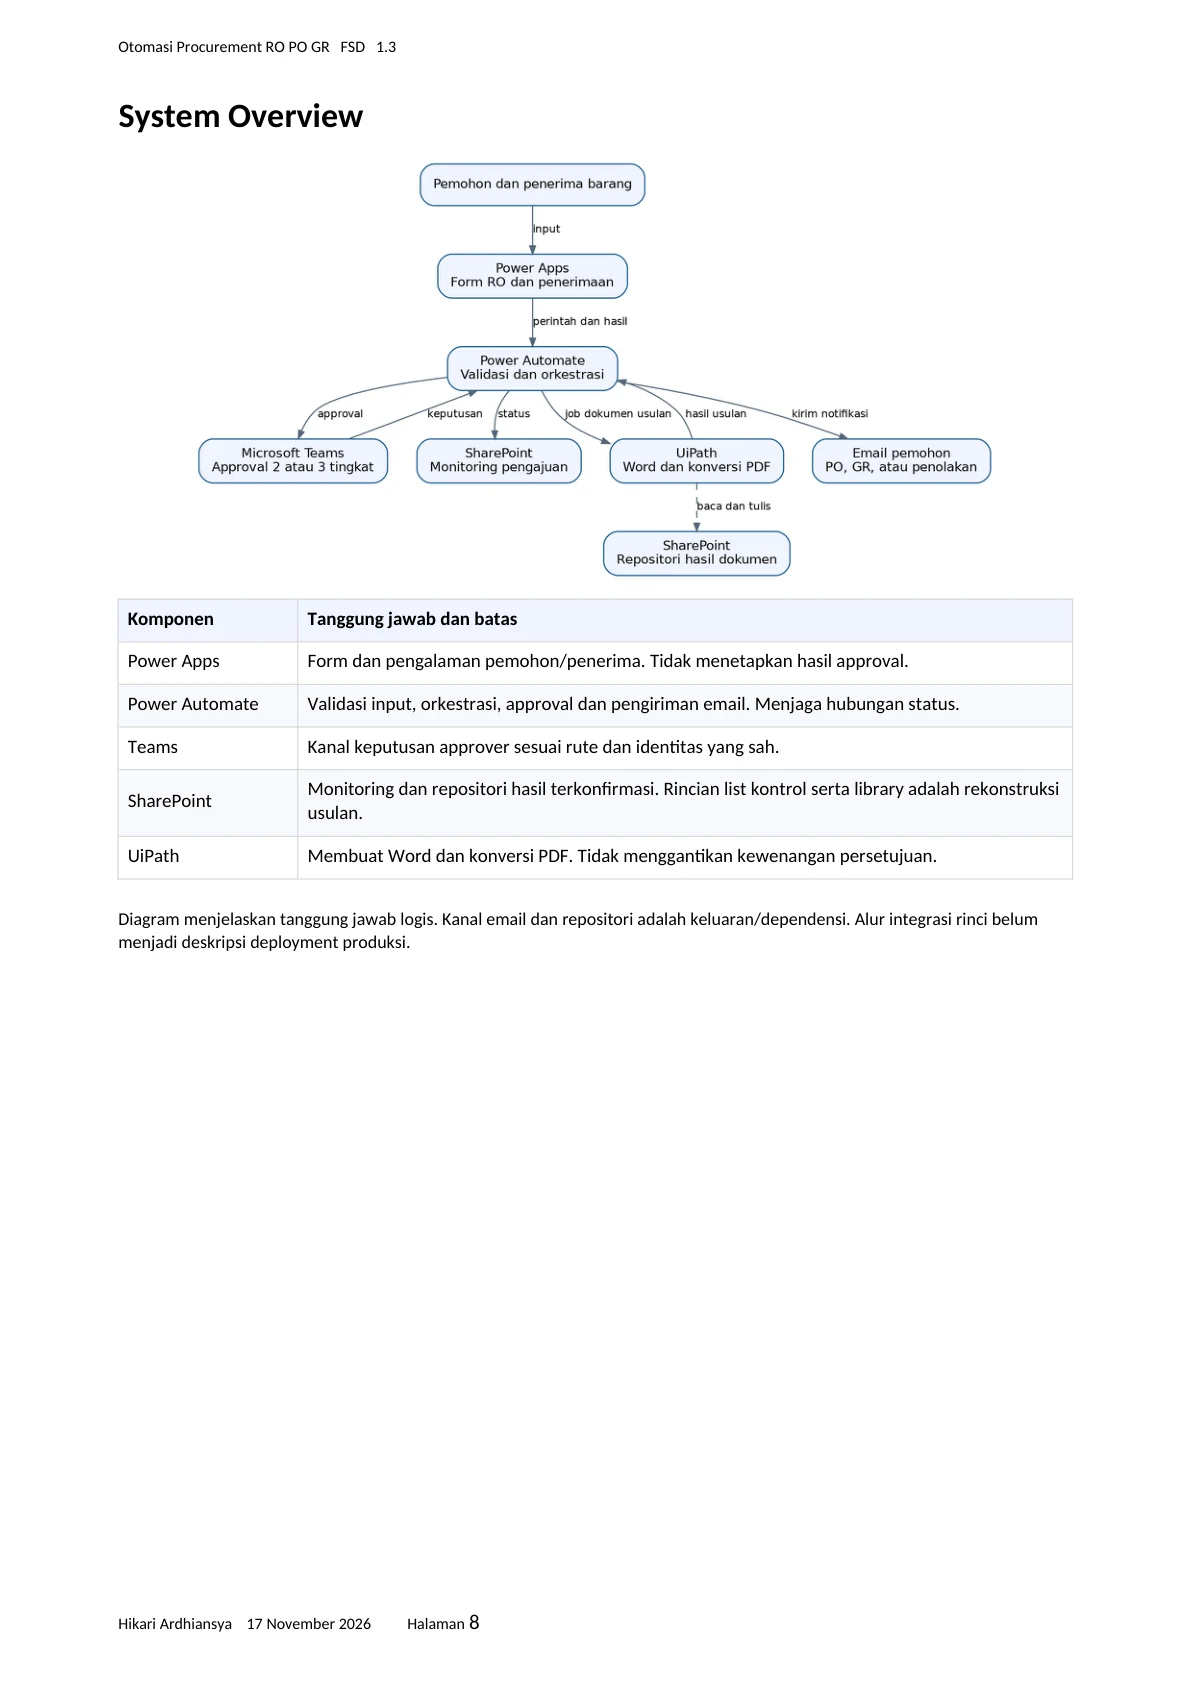 Otomasi Procurement RO PO GR FSD 1.3
System Overview
Pemohon dan penerima barang
input
Power Apps
Form RO dan penerimaan
perintah dan hasil
Power Automate
Validasi dan orkestrasi
approval
keputusan
status
job dokumen usulan
hasil usulan
kirim notifikasi
Microsoft Teams
Approval 2 atau 3 tingkat
SharePoint
Monitoring pengajuan
UiPath
Word dan konversi PDF
Email pemohon
PO, GR, atau penolakan
baca dan tulis
SharePoint
Repositori hasil dokumen
Komponen Tanggung jawab dan batas
Power Apps Form dan pengalaman pemohon/penerima. Tidak menetapkan hasil approval.
Power Automate Validasi input, orkestrasi, approval dan pengiriman email. Menjaga hubungan status.
Teams Kanal keputusan approver sesuai rute dan identitas yang sah.
SharePoint Monitoring dan repositori hasil terkonfirmasi. Rincian list kontrol serta library adalah rekonstruksi
usulan.
UiPath Membuat Word dan konversi PDF. Tidak menggantikan kewenangan persetujuan.
Diagram menjelaskan tanggung jawab logis. Kanal email dan repositori adalah keluaran/dependensi. Alur integrasi rinci belum
menjadi deskripsi deployment produksi.
Hikari Ardhiansya 17 November 2026 Halaman 8